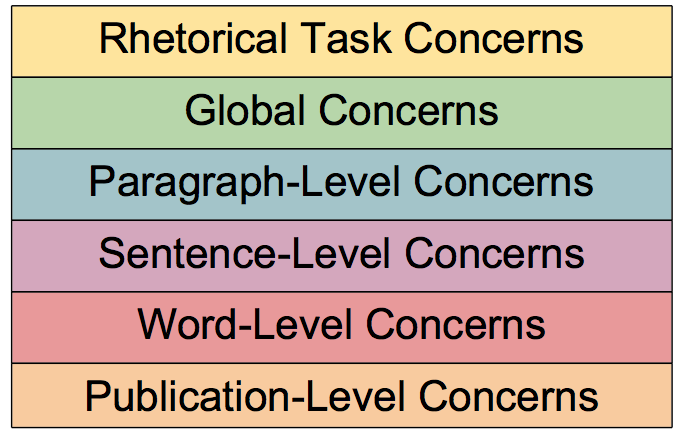 Rhetorical Task Concerns
Global Concerns
Paragraph-Level Concerns
Sentence-Level Concerns
Word-Level Concerns
Publication-Level Concerns